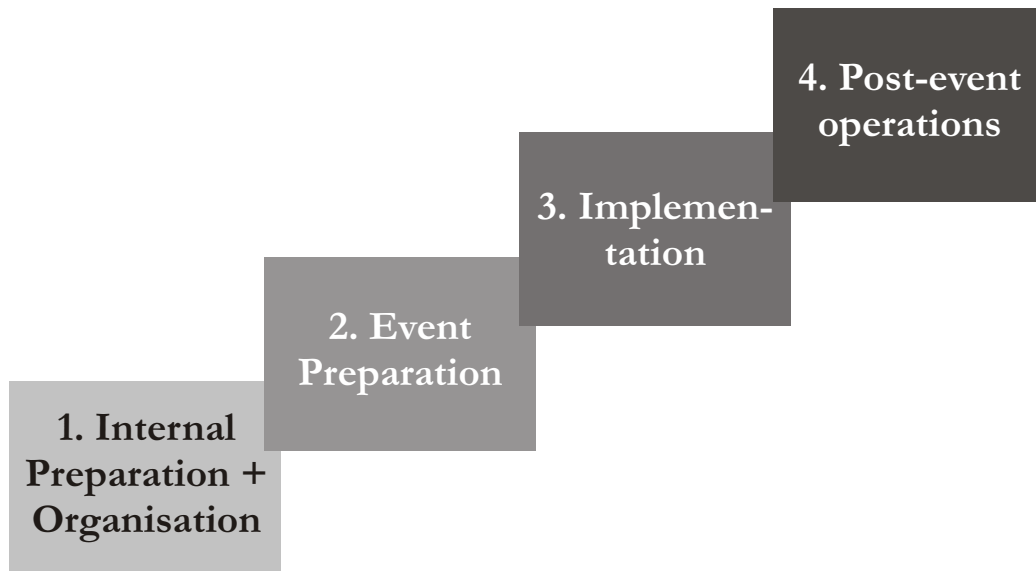 1. Internal
Preparation +
Organisation
2. Event
Preparation
3. Implemen-
tation
4. Post-event
operations